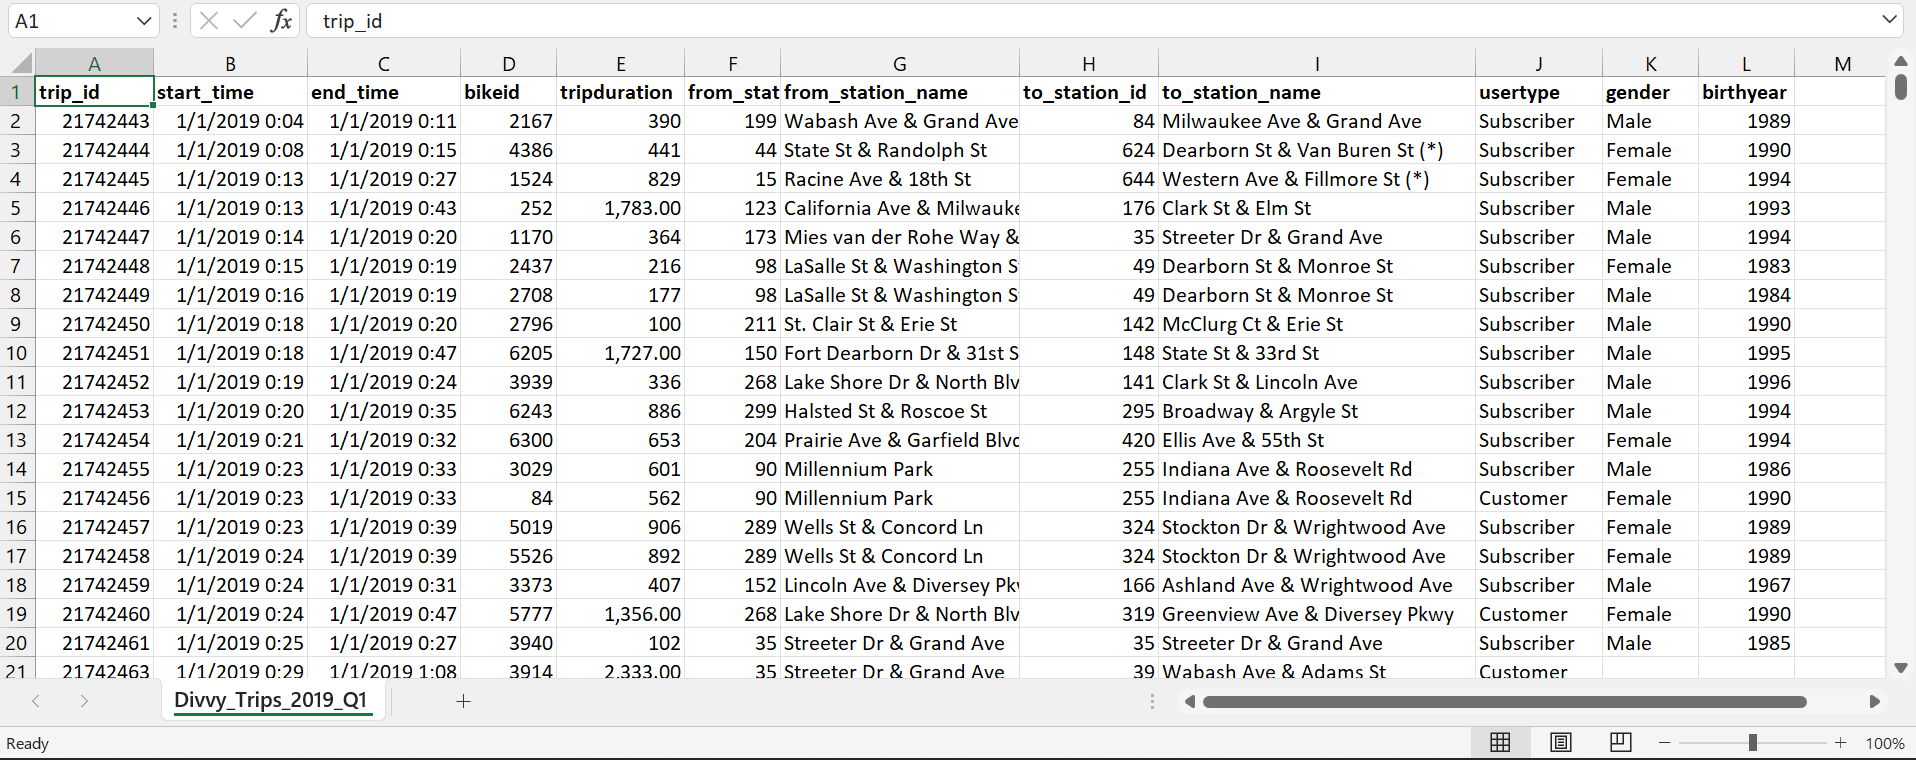 A1 fx trip_id
A B C D E F G H I J K L M
1 trip_id start_time end_time bikeid tripduration from_stat from_station_name to_station_id to_station_name usertype gender birthyear
2 21742443 1/1/2019 0:04 1/1/2019 0:11 2167 390 199 Wabash Ave & Grand Ave 84 Milwaukee Ave & Grand Ave Subscriber Male 1989
3 21742444 1/1/2019 0:08 1/1/2019 0:15 4386 441 44 State St & Randolph St 624 Dearborn St & Van Buren St (*) Subscriber Female 1990
4 21742445 1/1/2019 0:13 1/1/2019 0:27 1524 829 15 Racine Ave & 18th St 644 Western Ave & Fillmore St (*) Subscriber Female 1994
5 21742446 1/1/2019 0:13 1/1/2019 0:43 252 1,783.00 123 California Ave & Milwauke 176 Clark St & Elm St Subscriber Male 1993
6 21742447 1/1/2019 0:14 1/1/2019 0:20 1170 364 173 Mies van der Rohe Way & 35 Streeter Dr & Grand Ave Subscriber Male 1994
7 21742448 1/1/2019 0:15 1/1/2019 0:19 2437 216 98 LaSalle St & Washington S 49 Dearborn St & Monroe St Subscriber Female 1983
8 21742449 1/1/2019 0:16 1/1/2019 0:19 2708 177 98 LaSalle St & Washington S 49 Dearborn St & Monroe St Subscriber Male 1984
9 21742450 1/1/2019 0:18 1/1/2019 0:20 2796 100 211 St. Clair St & Erie St 142 McClurg Ct & Erie St Subscriber Male 1990
10 21742451 1/1/2019 0:18 1/1/2019 0:47 6205 1,727.00 150 Fort Dearborn Dr & 31st S 148 State St & 33rd St Subscriber Male 1995
11 21742452 1/1/2019 0:19 1/1/2019 0:24 3939 336 268 Lake Shore Dr & North Blv 141 Clark St & Lincoln Ave Subscriber Male 1996
12 21742453 1/1/2019 0:20 1/1/2019 0:35 6243 886 299 Halsted St & Roscoe St 295 Broadway & Argyle St Subscriber Male 1994
13 21742454 1/1/2019 0:21 1/1/2019 0:32 6300 653 204 Prairie Ave & Garfield Blvd 420 Ellis Ave & 55th St Subscriber Female 1994
14 21742455 1/1/2019 0:23 1/1/2019 0:33 3029 601 90 Millennium Park 255 Indiana Ave & Roosevelt Rd Subscriber Male 1986
15 21742456 1/1/2019 0:23 1/1/2019 0:33 84 562 90 Millennium Park 255 Indiana Ave & Roosevelt Rd Customer Female 1990
16 21742457 1/1/2019 0:23 1/1/2019 0:39 5019 906 289 Wells St & Concord Ln 324 Stockton Dr & Wrightwood Ave Subscriber Female 1989
17 21742458 1/1/2019 0:24 1/1/2019 0:39 5526 892 289 Wells St & Concord Ln 324 Stockton Dr & Wrightwood Ave Subscriber Female 1989
18 21742459 1/1/2019 0:24 1/1/2019 0:31 3373 407 152 Lincoln Ave & Diversey Pk 166 Ashland Ave & Wrightwood Ave Subscriber Male 1967
19 21742460 1/1/2019 0:24 1/1/2019 0:47 5777 1,356.00 268 Lake Shore Dr & North Blv 319 Greenview Ave & Diversey Pkwy Customer Female 1990
20 21742461 1/1/2019 0:25 1/1/2019 0:27 3940 102 35 Streeter Dr & Grand Ave 35 Streeter Dr & Grand Ave Subscriber Male 1985
21 21742463 1/1/2019 0:29 1/1/2019 1:08 3914 2,333.00 35 Streeter Dr & Grand Ave 39 Wabash Ave & Adams St Customer
Divvy_Trips_2019_Q1
Ready 100%